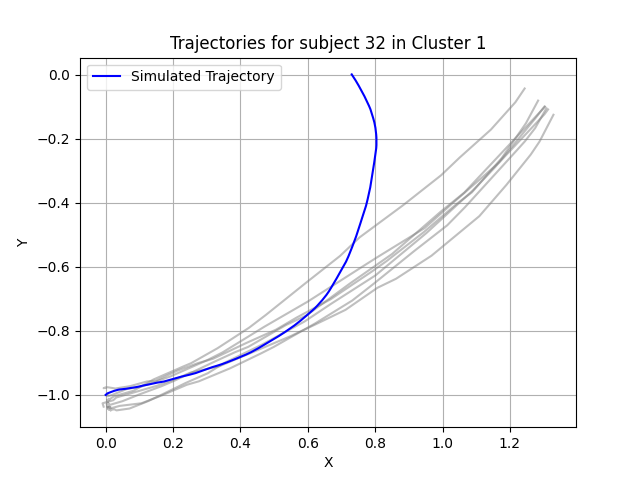 Trajectories for subject 32 in Cluster 1
Simulated Trajectory
Y
0.0
−0.2
−0.4
−0.6
−0.8
−1.0
0.0 0.2 0.4 0.6 0.8 1.0 1.2
X